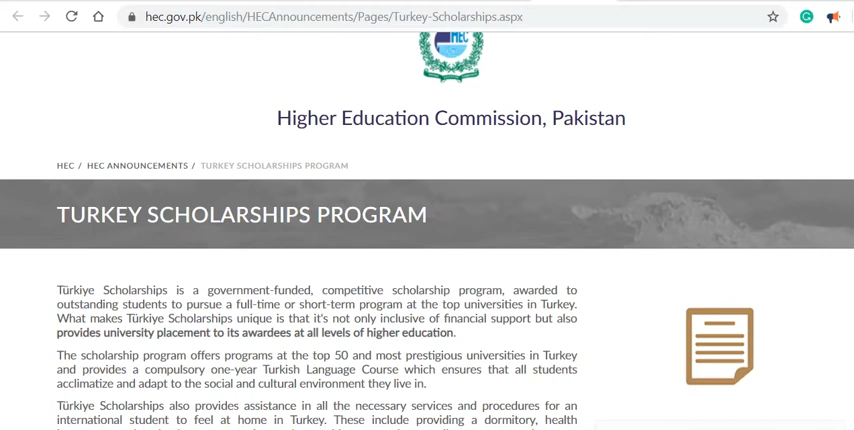 hec.gov.pk/english/HECAnnouncements/Pages/Turkey-Scholarships.aspx
HEC
Higher Education Commission, Pakistan
HEC / HEC ANNOUNCEMENTS / TURKEY SCHOLARSHIPS PROGRAM
TURKEY SCHOLARSHIPS PROGRAM
Türkiye Scholarships is a government-funded, competitive scholarship program, awarded to
outstanding students to pursue a full-time or short-term program at the top universities in Turkey.
What makes Türkiye Scholarships unique is that it's not only inclusive of financial support but also
provides university placement to its awardees at all levels of higher education.
The scholarship program offers programs at the top 50 and most prestigious universities in Turkey
and provides a compulsory one-year Turkish Language Course which ensures that all students
acclimatize and adapt to the social and cultural environment they live in.
Türkiye Scholarships also provides assistance in all the necessary services and procedures for an
international student to feel at home in Turkey. These include providing a dormitory, health